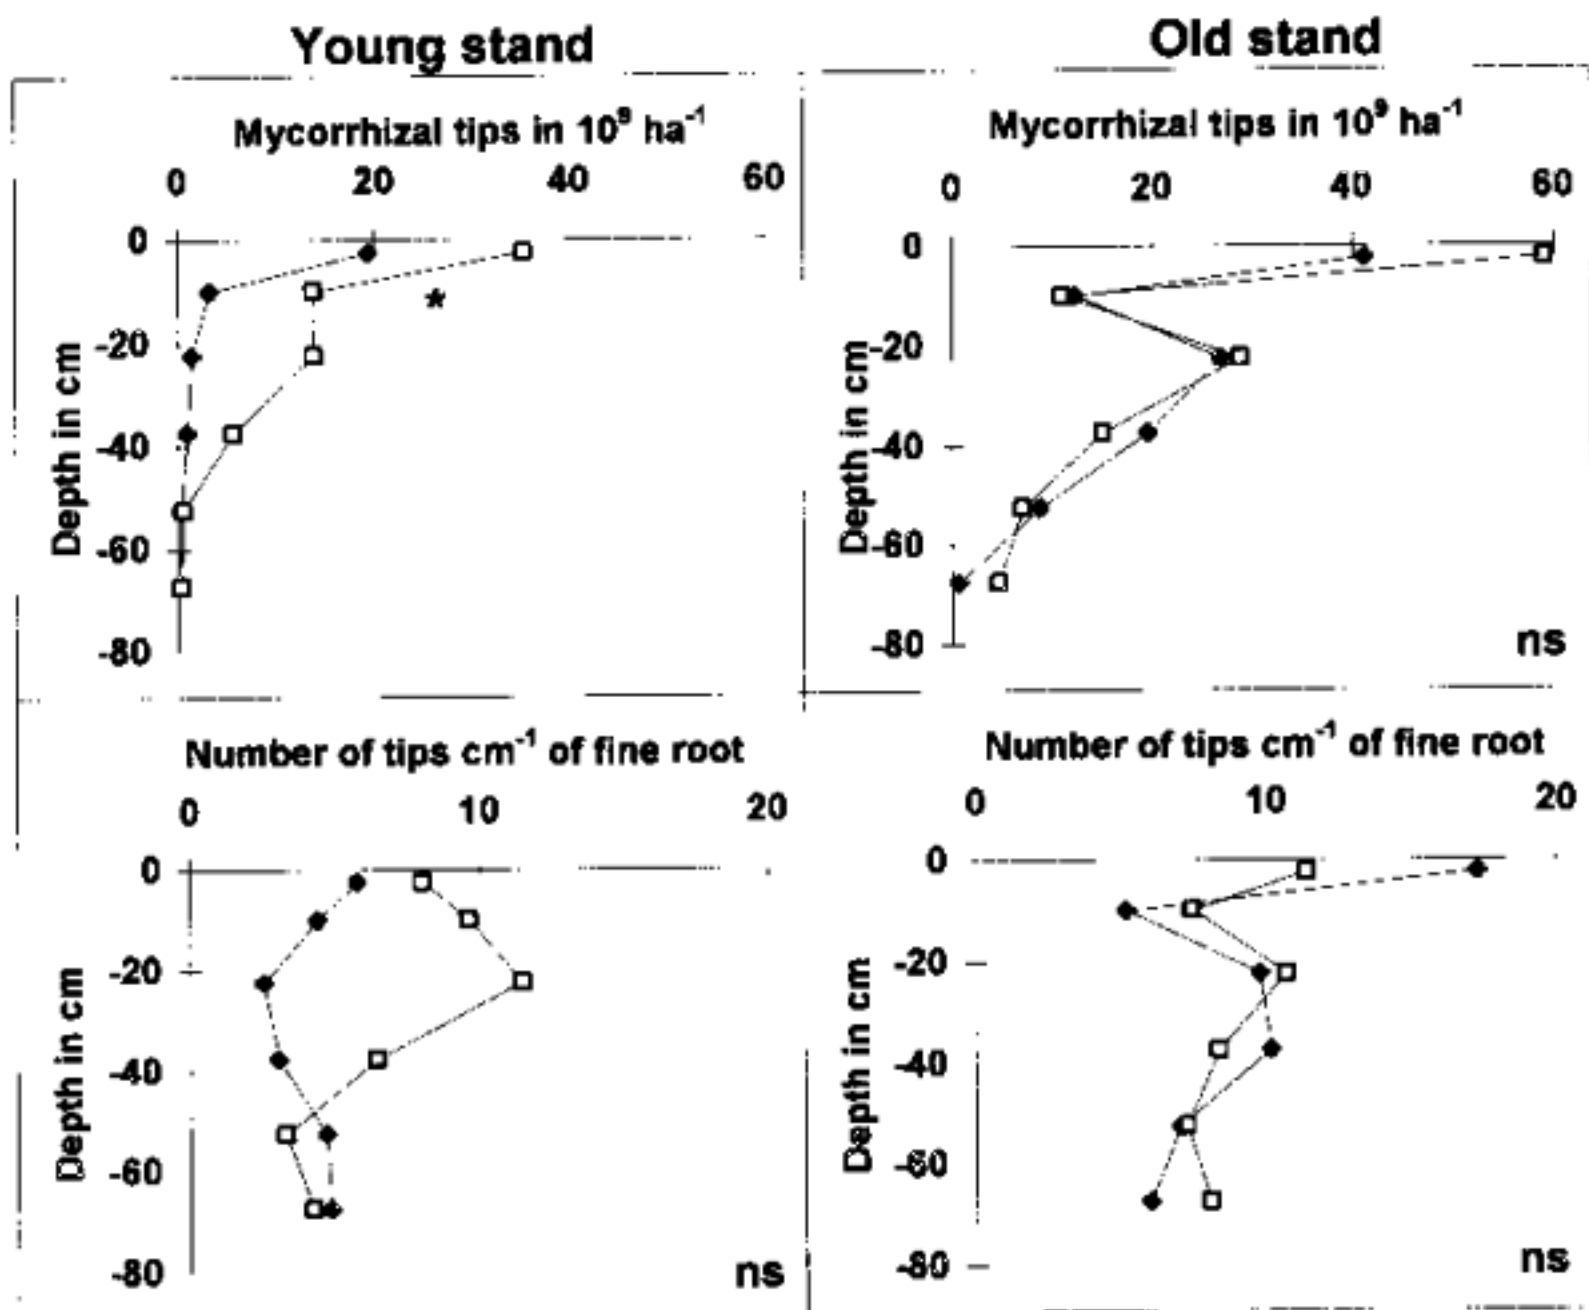 Young stand
Old stand
Mycorrhizal tips in 10⁹ ha⁻¹
0 20 40 60
0
-20
-40
-60
-80
Depth in cm
*
Mycorrhizal tips in 10⁹ ha⁻¹
0 20 40 60
0
-20
-40
-60
-80
Depth in cm
ns
Number of tips cm⁻¹ of fine root
0 10 20
0
-20
-40
-60
-80
Depth in cm
ns
Number of tips cm⁻¹ of fine root
0 10 20
0
-20
-40
-60
-80
Depth in cm
ns